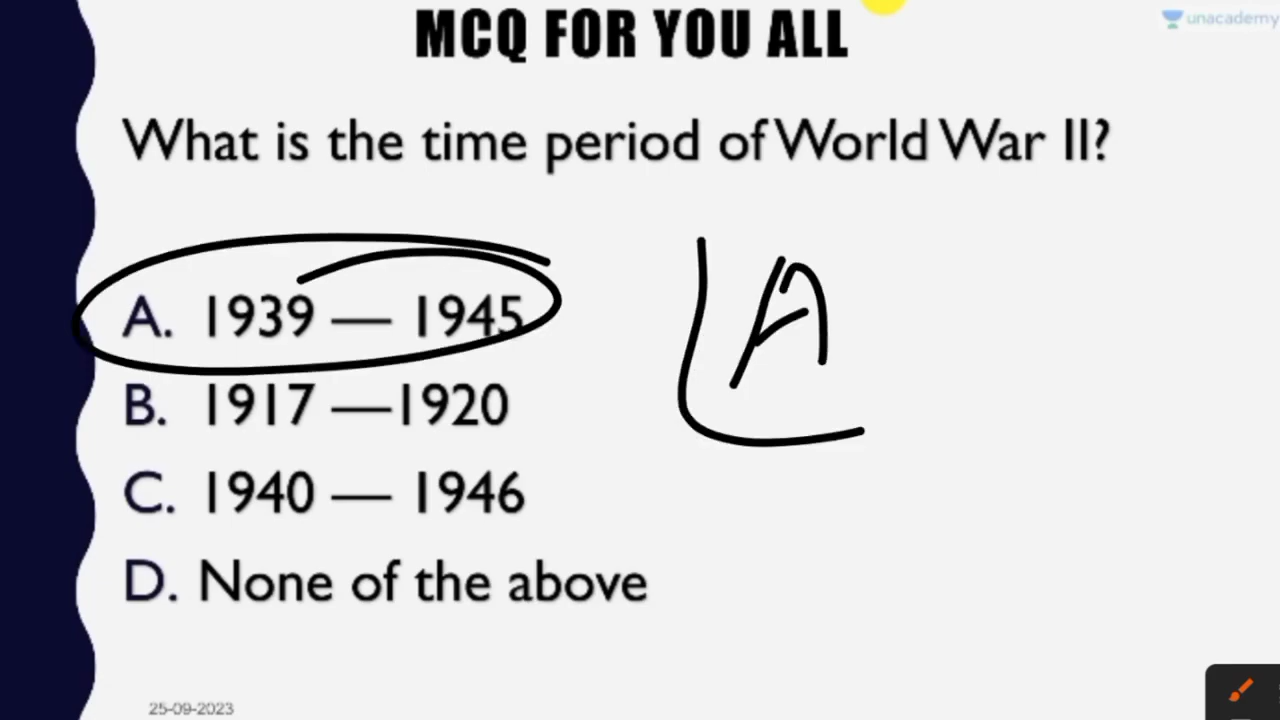 MCQ FOR YOU ALL
unacademy
What is the time period of World War II?
A. 1939 — 1945
A
B. 1917 —1920
C. 1940 — 1946
D. None of the above
25-09-2023